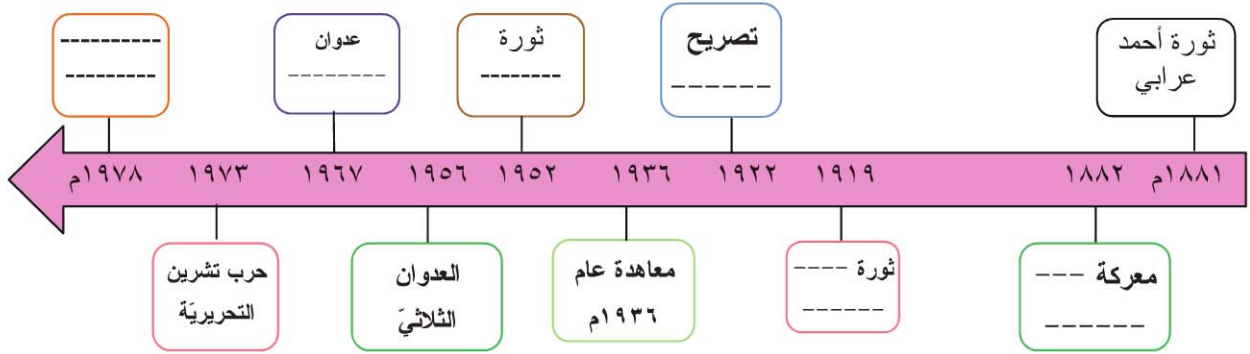 ثورة أحمد
عرابي
تصريح
-------
ثورة
--------
عدوان
---------
----------
---------
١٨٨١م ١٨٨٢ ١٩١٩ ١٩٢٢ ١٩٣٦ ١٩٥٢ ١٩٥٦ ١٩٦٧ ١٩٧٣ ١٩٧٨م
معركة ---
------
ثورة ----
------
معاهدة عام
١٩٣٦م
العدوان
الثلاثيّ
حرب تشرين
التحريريّة